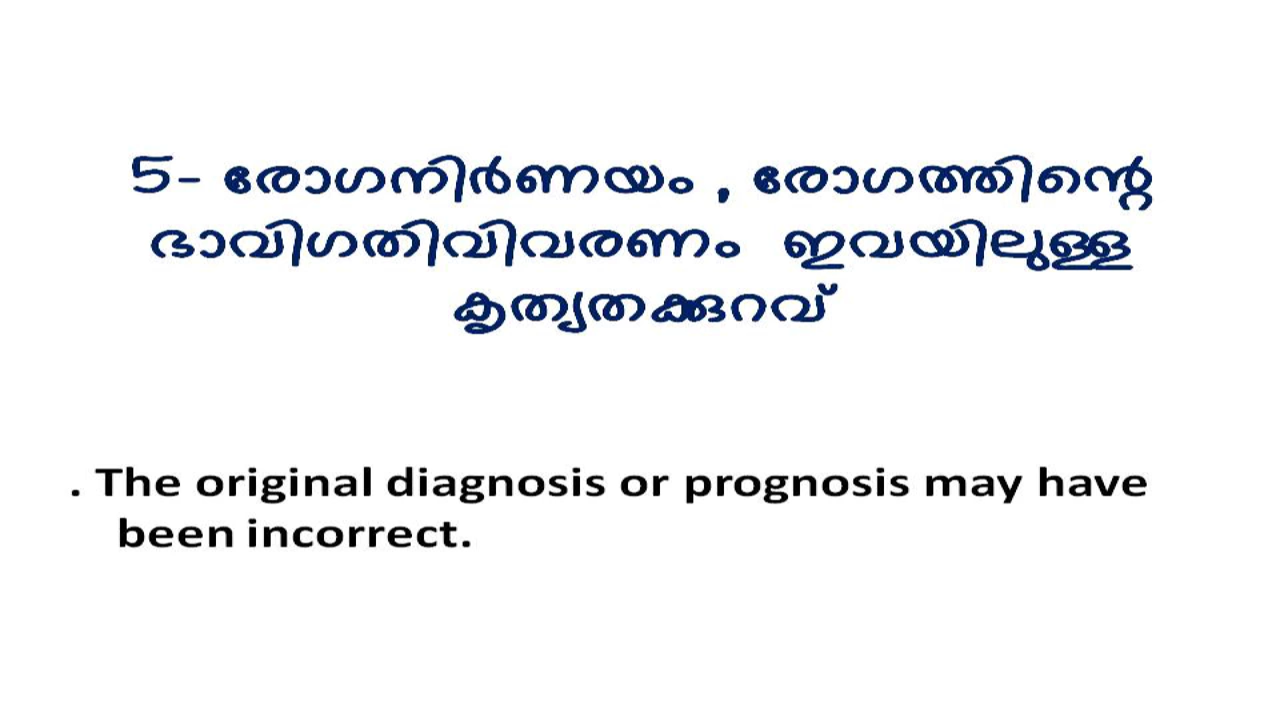 5- രോഗനിർണയം , രോഗത്തിന്റെ
ഭാവിഗതിവിവരണം ഇവയിലുള്ള
കൃത്യതക്കുറവ്
. The original diagnosis or prognosis may have
been incorrect.